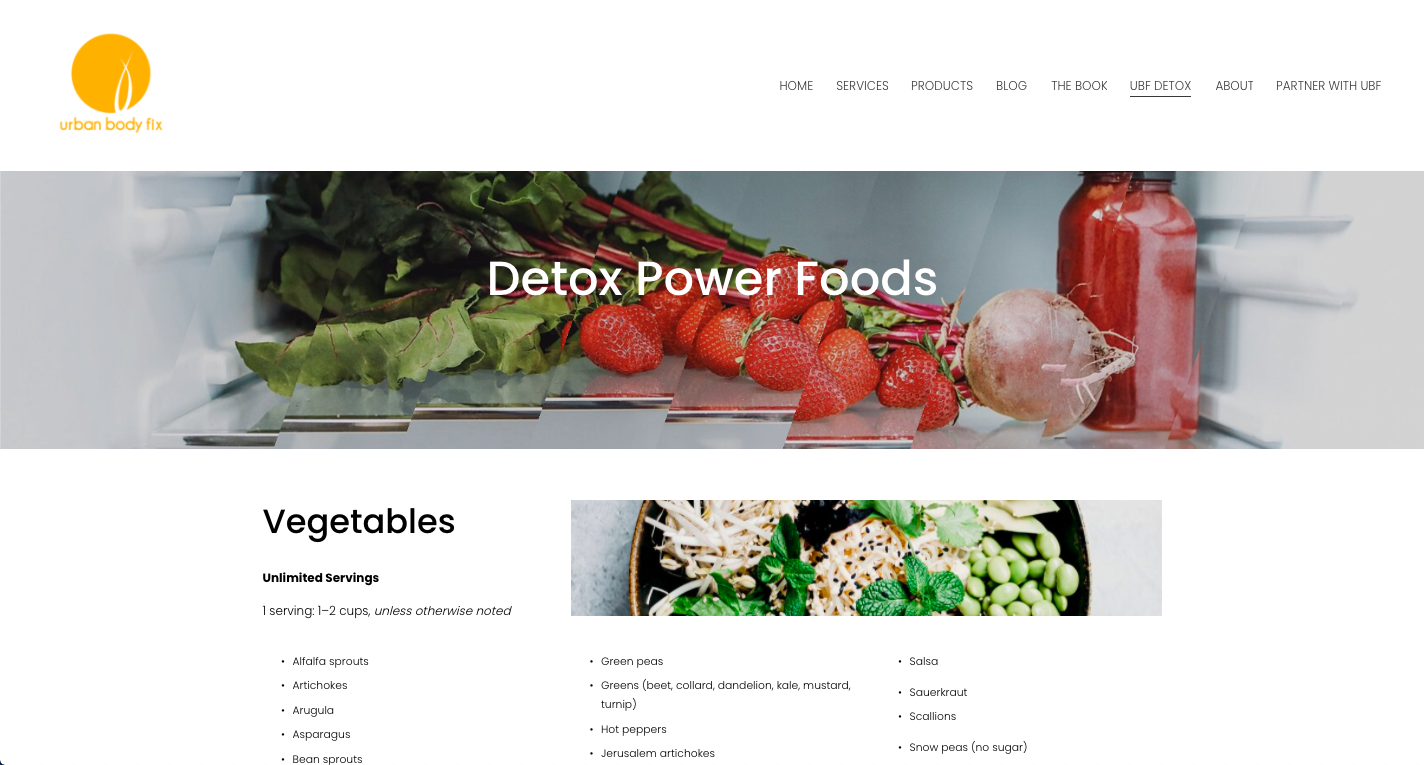 urban body fix
HOME SERVICES PRODUCTS BLOG THE BOOK UBF DETOX ABOUT PARTNER WITH UBF
Detox Power Foods
Vegetables
Unlimited Servings
1 serving: 1–2 cups, unless otherwise noted
• Alfalfa sprouts
• Artichokes
• Arugula
• Asparagus
• Bean sprouts
• Green peas
• Greens (beet, collard, dandelion, kale, mustard,
turnip)
• Hot peppers
• Jerusalem artichokes
• Salsa
• Sauerkraut
• Scallions
• Snow peas (no sugar)